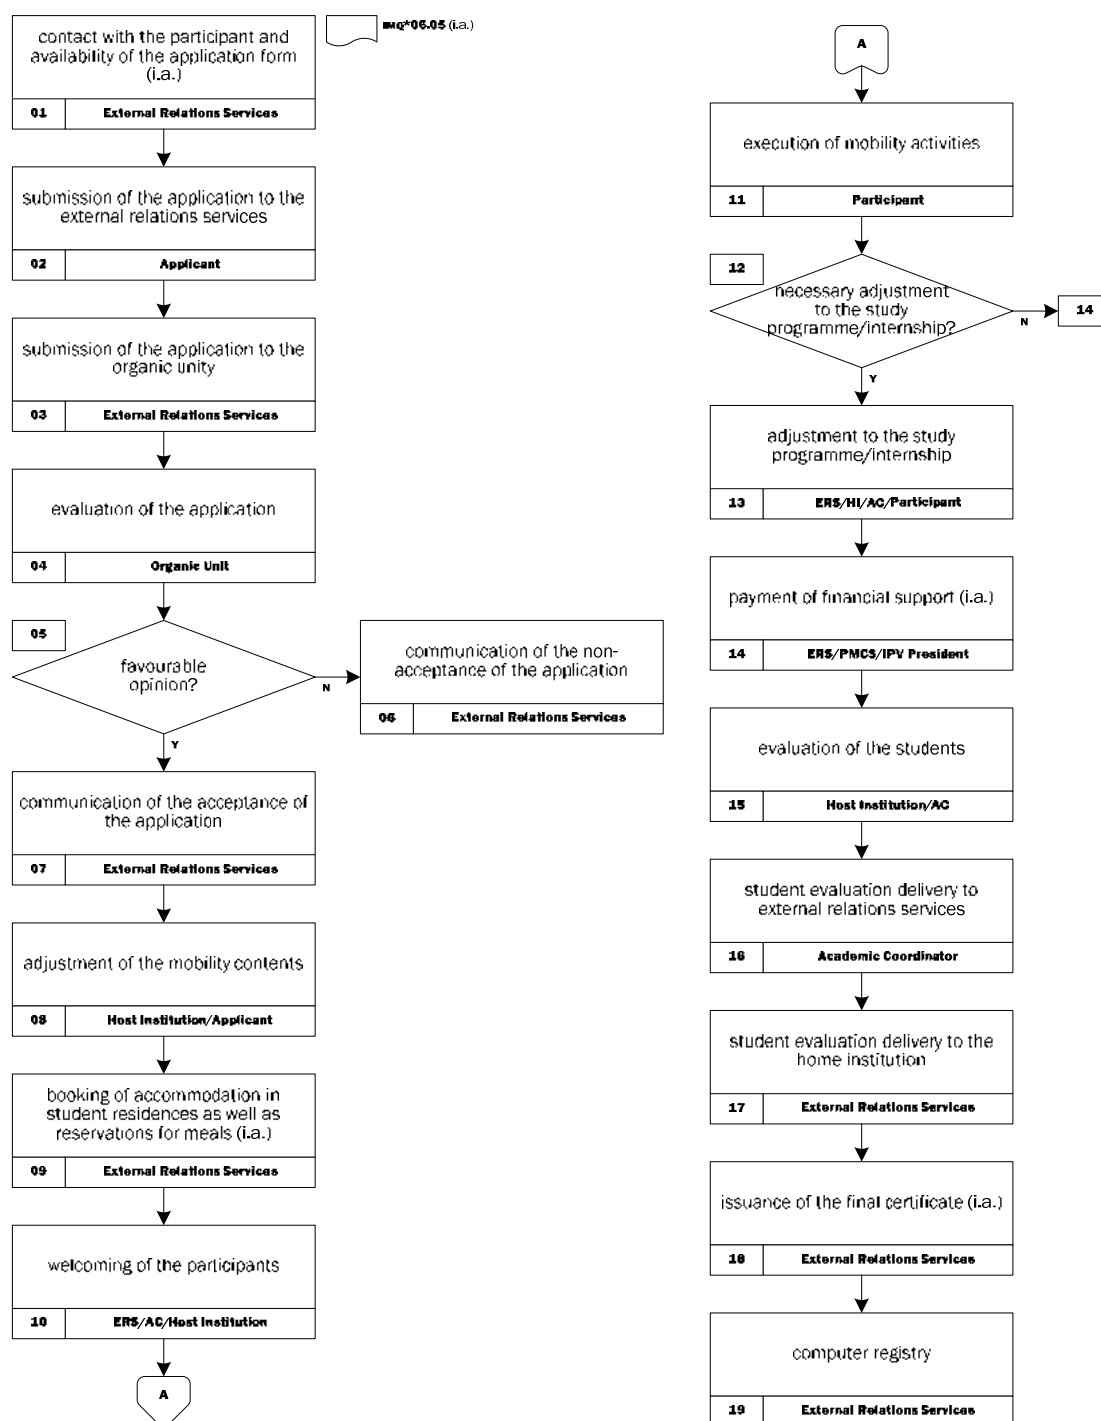 contact with the participant and
availability of the application form
(i.a.)
01 External Relations Services
IMQ*06.05 (i.a.)
submission of the application to the
external relations services
02 Applicant
submission of the application to the
organic unity
03 External Relations Services
evaluation of the application
04 Organic Unit
05
favourable
opinion?
N
Y
communication of the non-
acceptance of the application
06 External Relations Services
communication of the acceptance of
the application
07 External Relations Services
adjustment of the mobility contents
08 Host Institution/Applicant
booking of accommodation in
student residences as well as
reservations for meals (i.a.)
09 External Relations Services
welcoming of the participants
10 ERS/AC/Host Institution
A
A
execution of mobility activities
11 Participant
12
necessary adjustment
to the study
programme/internship?
N
14
Y
adjustment to the study
programme/internship
13 ERS/HI/AC/Participant
payment of financial support (i.a.)
14 ERS/PMCS/IPV President
evaluation of the students
15 Host Institution/AC
student evaluation delivery to
external relations services
16 Academic Coordinator
student evaluation delivery to the
home institution
17 External Relations Services
issuance of the final certificate (i.a.)
18 External Relations Services
computer registry
19 External Relations Services